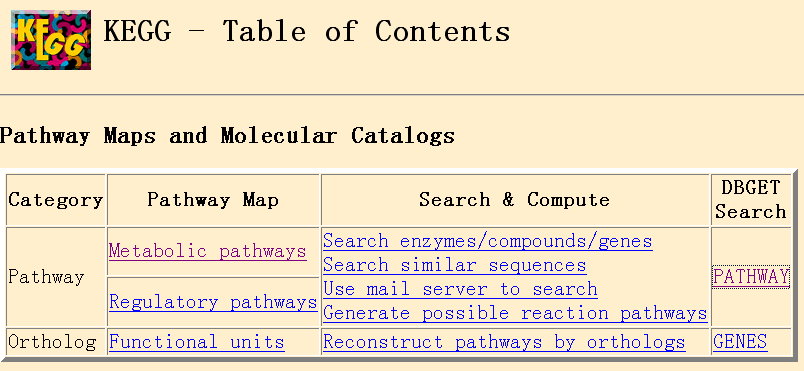 KEGG
KEGG - Table of Contents
Pathway Maps and Molecular Catalogs
Category
Pathway Map
Search & Compute
DBGET
Search
Pathway
Metabolic pathways
Regulatory pathways
Search enzymes/compounds/genes
Search similar sequences
Use mail server to search
Generate possible reaction pathways
PATHWAY
Ortholog
Functional units
Reconstruct pathways by orthologs
GENES